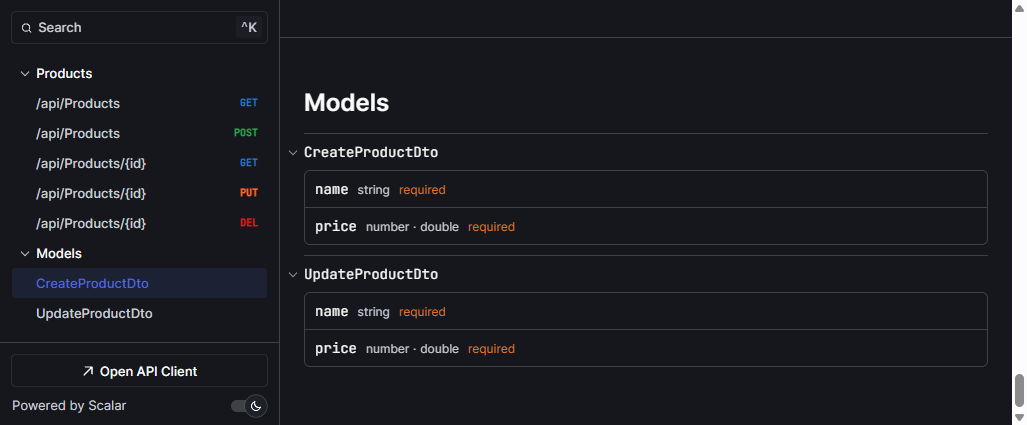 Search ^K
Products
/api/Products GET
/api/Products POST
/api/Products/{id} GET
/api/Products/{id} PUT
/api/Products/{id} DEL
Models
CreateProductDto
UpdateProductDto
Open API Client
Powered by Scalar
Models
CreateProductDto
name string required
price number · double required
UpdateProductDto
name string required
price number · double required